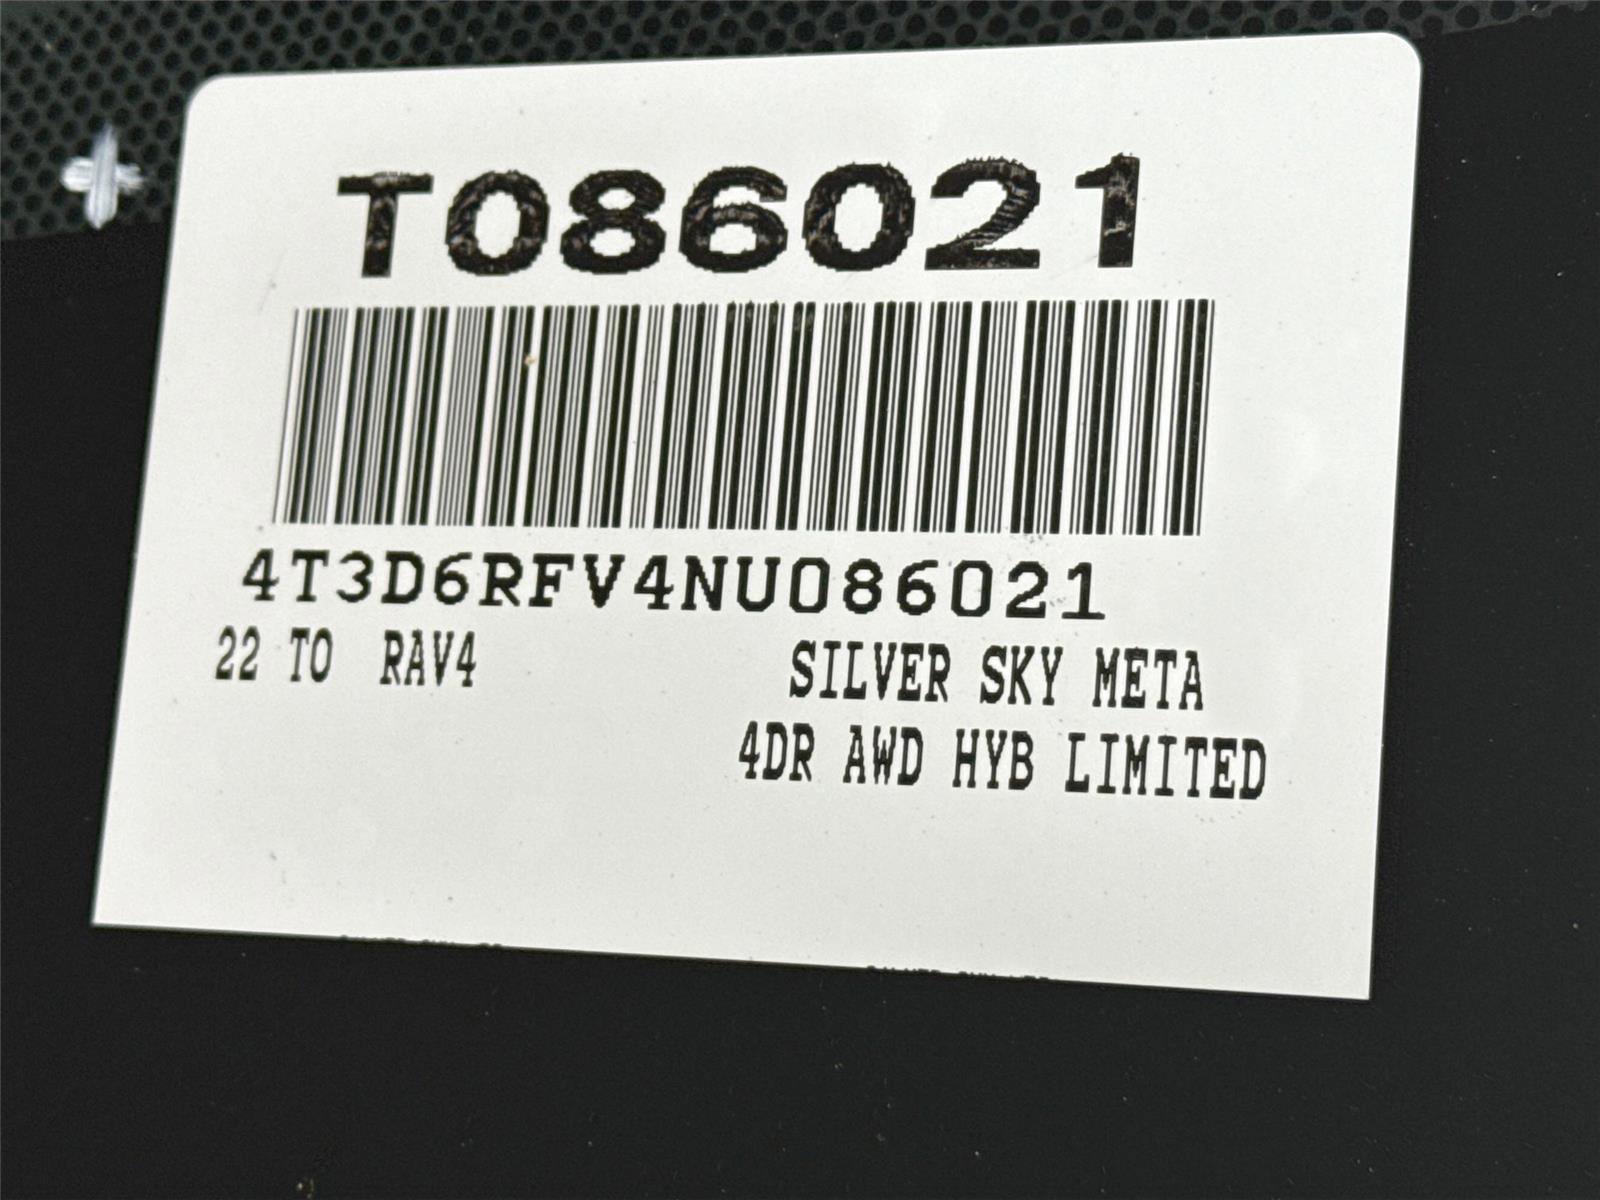 T086021
4T3D6RFV4NU086021
22 TO RAV4 SILVER SKY META
4DR AWD HYB LIMITED